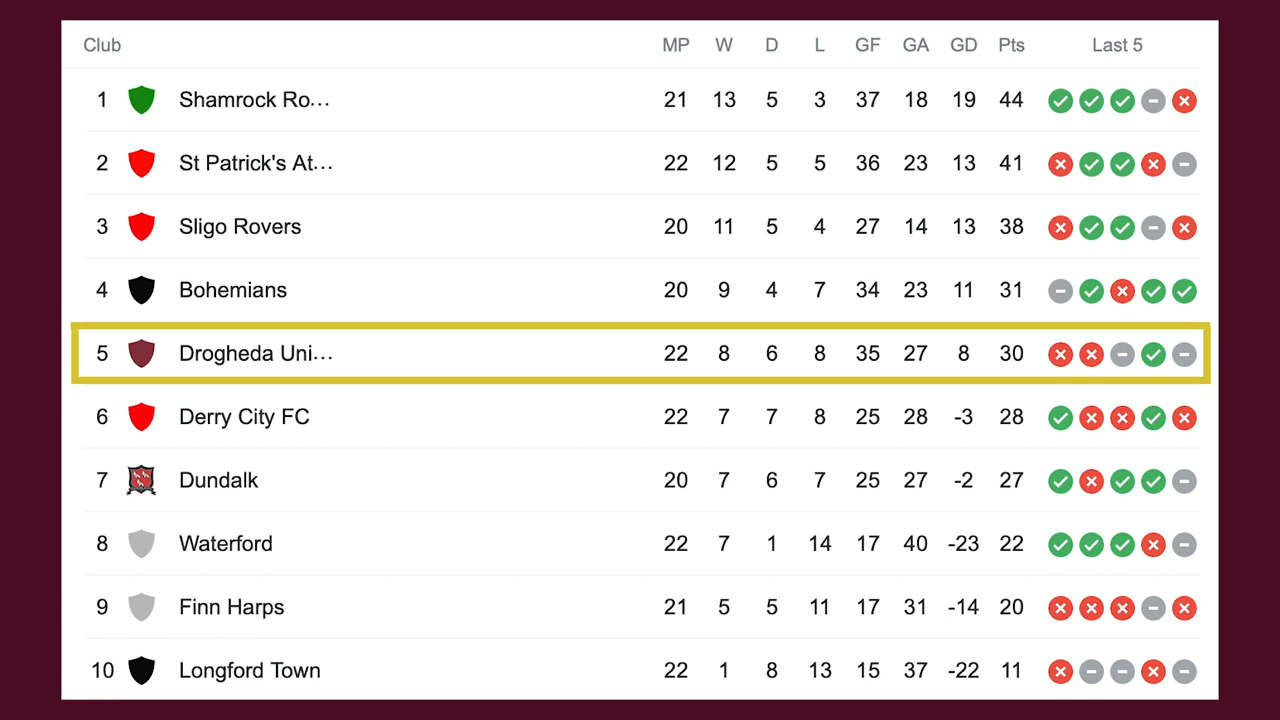 Club MP W D L GF GA GD Pts Last 5
1 Shamrock Ro... 21 13 5 3 37 18 19 44
2 St Patrick's At... 22 12 5 5 36 23 13 41
3 Sligo Rovers 20 11 5 4 27 14 13 38
4 Bohemians 20 9 4 7 34 23 11 31
5 Drogheda Uni... 22 8 6 8 35 27 8 30
6 Derry City FC 22 7 7 8 25 28 -3 28
7 Dundalk 20 7 6 7 25 27 -2 27
8 Waterford 22 7 1 14 17 40 -23 22
9 Finn Harps 21 5 5 11 17 31 -14 20
10 Longford Town 22 1 8 13 15 37 -22 11